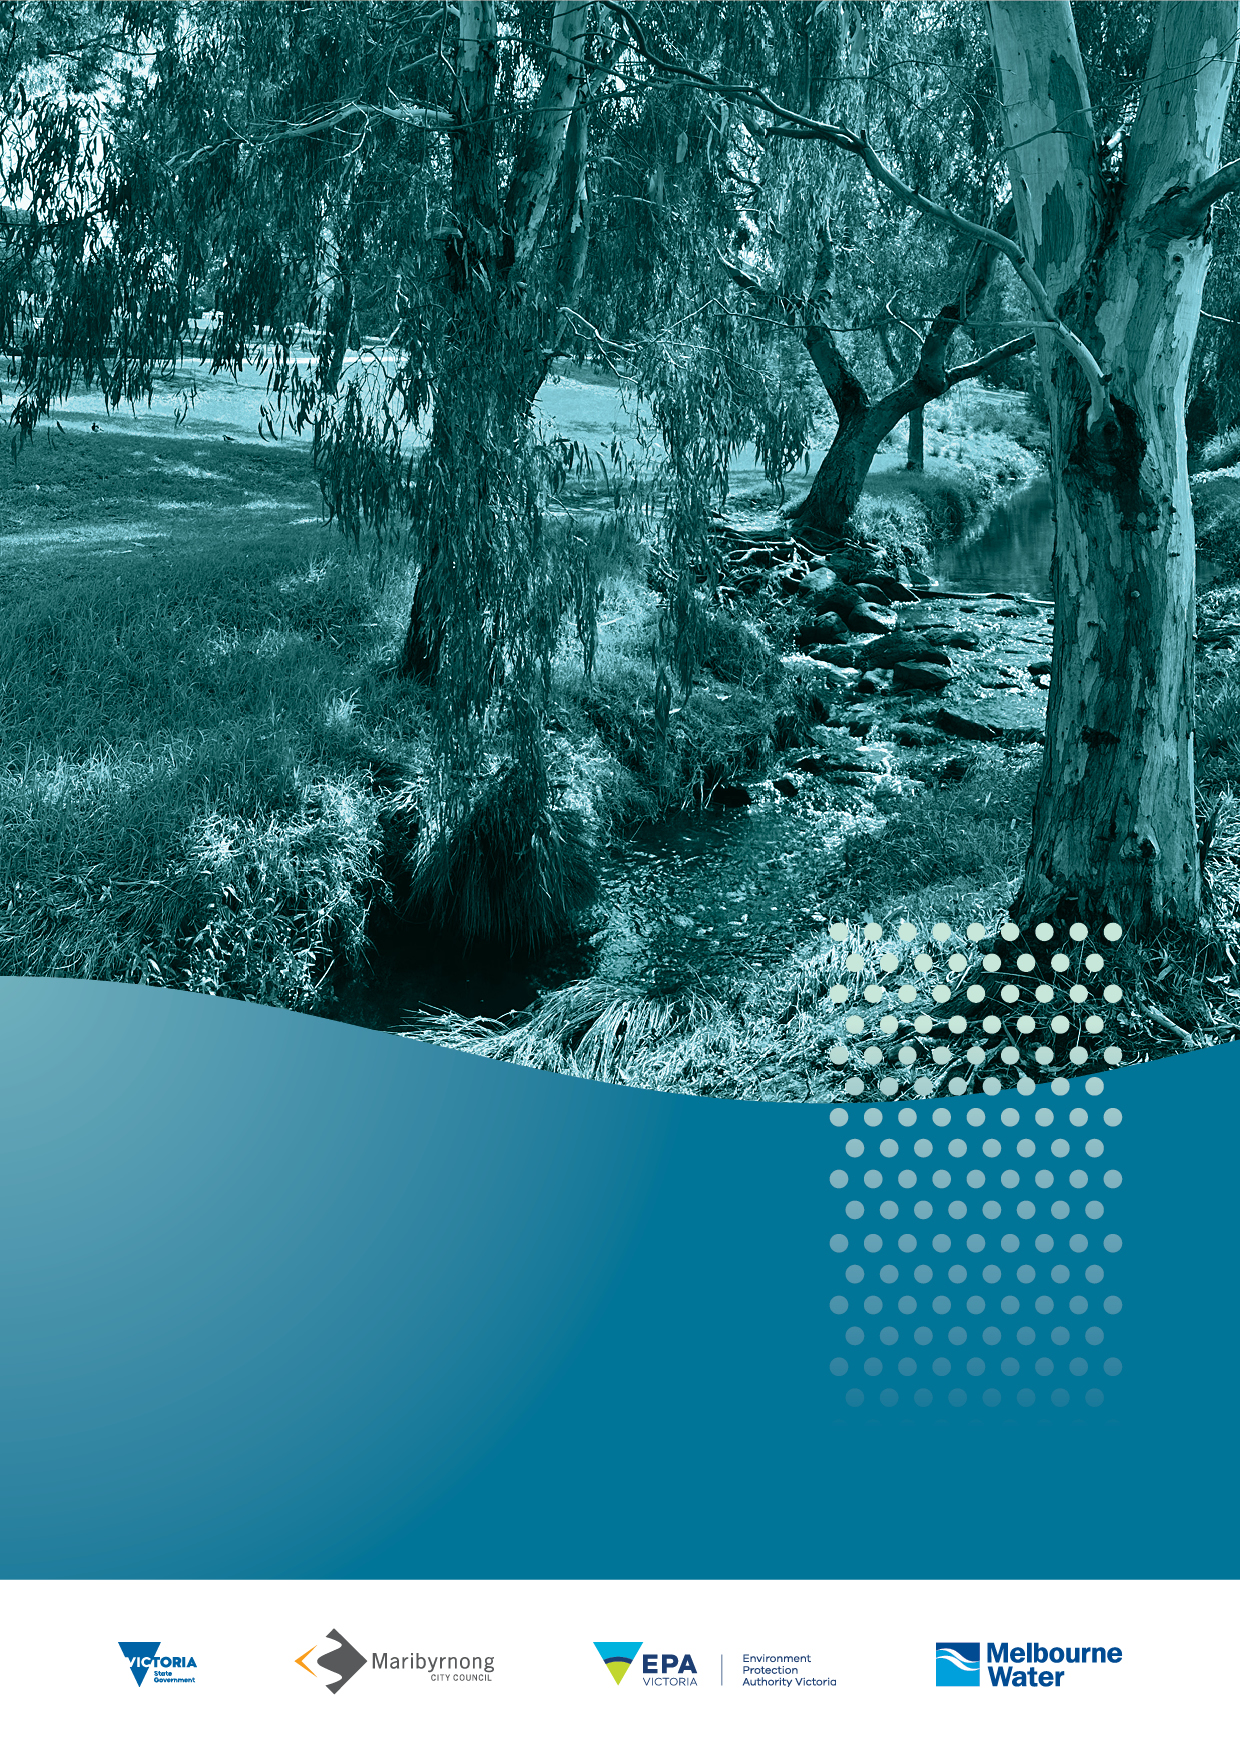 VICTORIA
State
Government
Maribyrnong
CITY COUNCIL
EPA
VICTORIA
Environment
Protection
Authority Victoria
Melbourne
Water